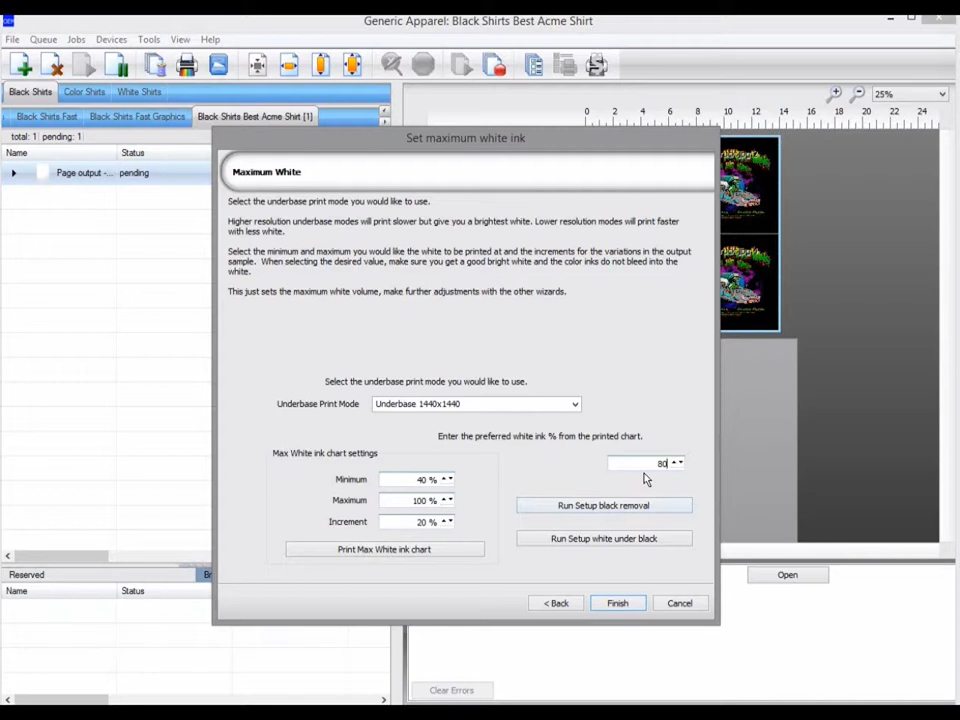 OEM
Generic Apparel: Black Shirts Best Acme Shirt
File Queue Jobs Devices Tools View Help
Black Shirts Color Shirts White Shirts
25%
Black Shirts Fast Black Shirts Fast Graphics Black Shirts Best Acme Shirt [1]
0 2 4 6 8 10 12 14 16 18 20 22 24
total: 1 pending: 1
Name Status
Page output -... pending
Set maximum white ink
Maximum White
Select the underbase print mode you would like to use.
Higher resolution underbase modes will print slower but give you a brightest white. Lower resolution modes will print faster
with less white.
Select the minimum and maximum you would like the white to be printed at and the increments for the variations in the output
sample. When selecting the desired value, make sure you get a good bright white and the color inks do not bleed into the
white.
This just sets the maximum white volume, make further adjustments with the other wizards.
Select the underbase print mode you would like to use.
Underbase Print Mode Underbase 1440x1440
Enter the preferred white ink % from the printed chart.
Max White ink chart settings
80
Minimum 40 %
Maximum 100 %
Run Setup black removal
Increment 20 %
Run Setup white under black
Print Max White ink chart
< Back Finish Cancel
Reserved
Open
Name Status
Clear Errors